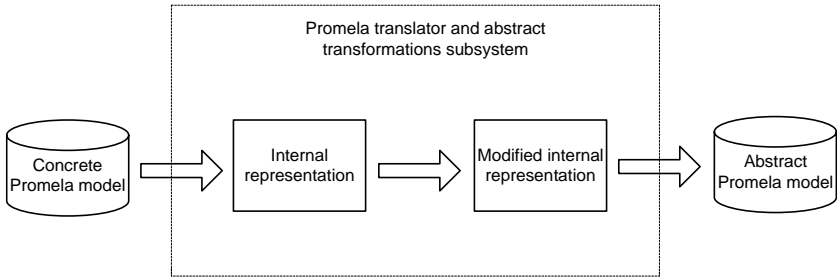 Promela translator and abstract
transformations subsystem
Concrete
Promela model
Internal
representation
Modified internal
representation
Abstract
Promela model